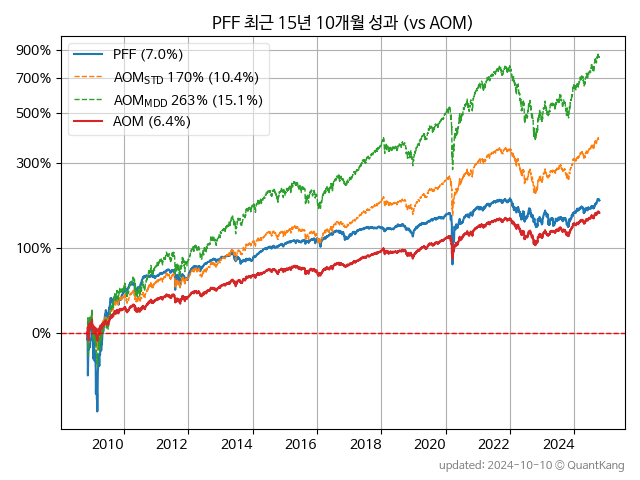 PFF 최근 15년 10개월 성과 (vs AOM)
900%
700%
500%
300%
100%
0%
PFF (7.0%)
AOMSTD 170% (10.4%)
AOMMDD 263% (15.1%)
AOM (6.4%)
2010 2012 2014 2016 2018 2020 2022 2024
updated: 2024-10-10 © QuantKang